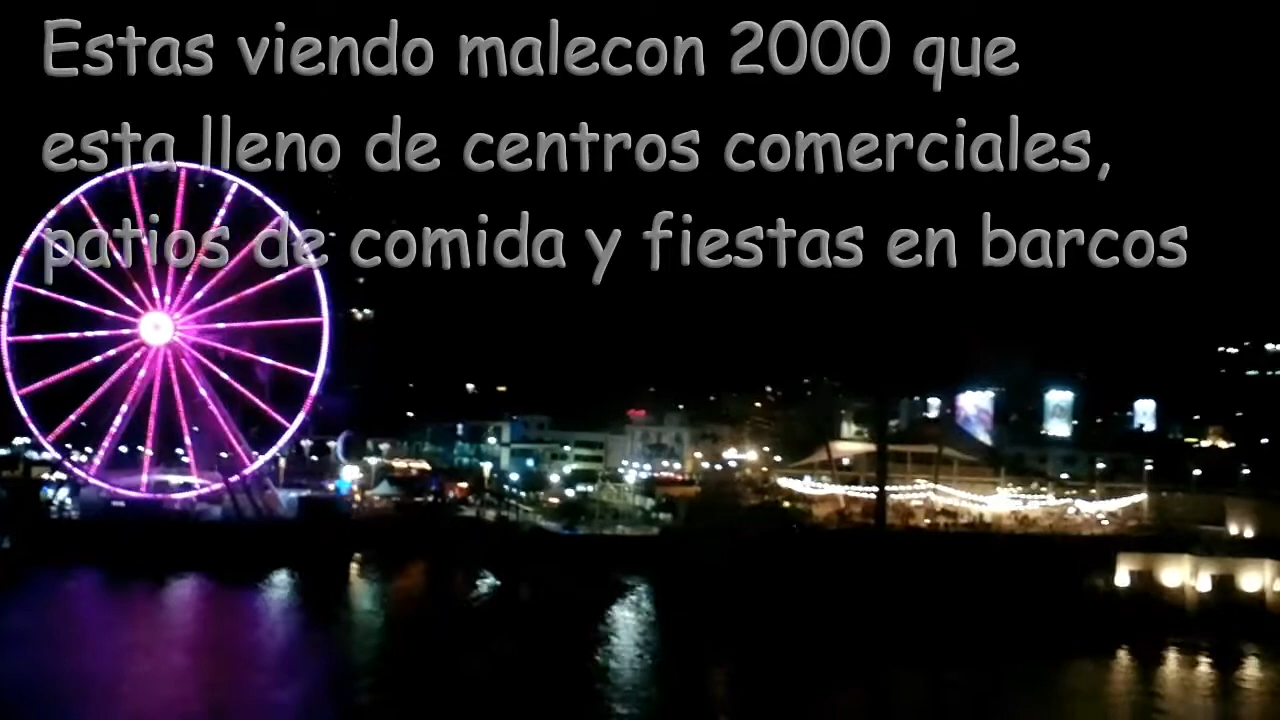 Estas viendo malecon 2000 que
esta lleno de centros comerciales,
patios de comida y fiestas en barcos